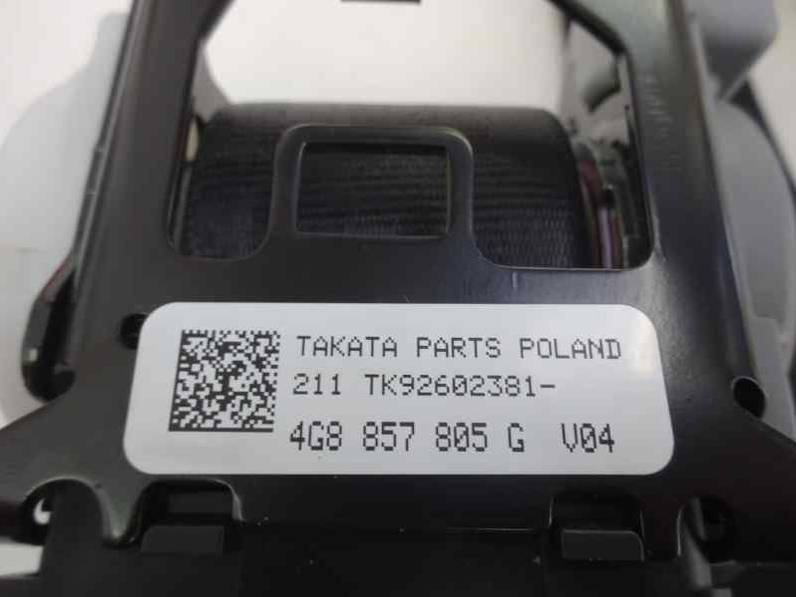 TAKATA PARTS POLAND
211 TK92602381-
4G8 857 805 G V04